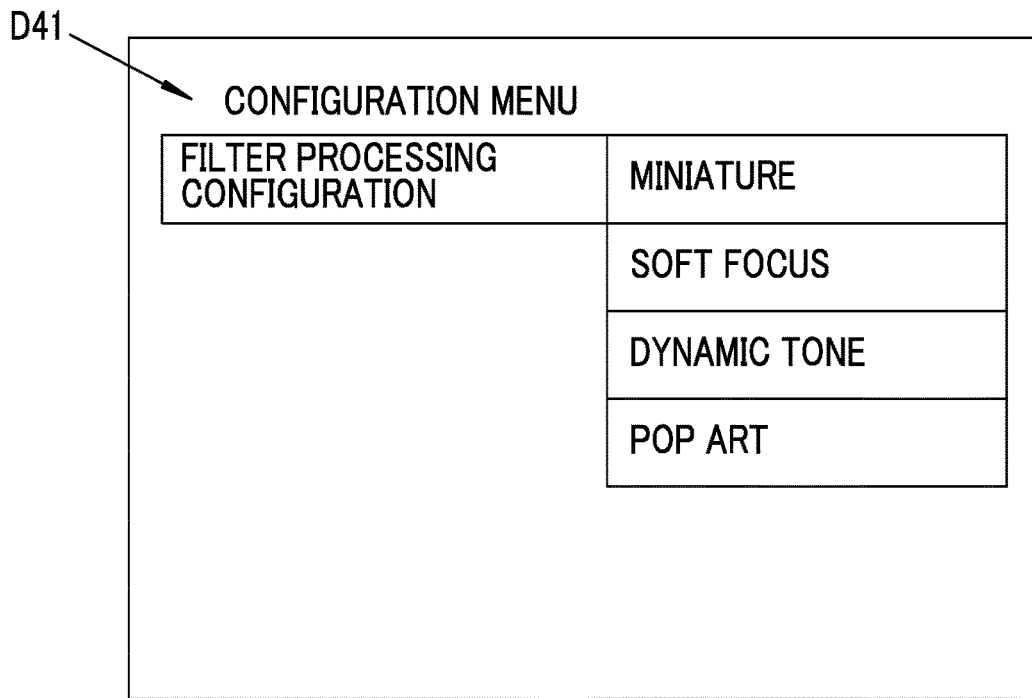 D41
CONFIGURATION MENU
FILTER PROCESSING
CONFIGURATION
MINIATURE
SOFT FOCUS
DYNAMIC TONE
POP ART